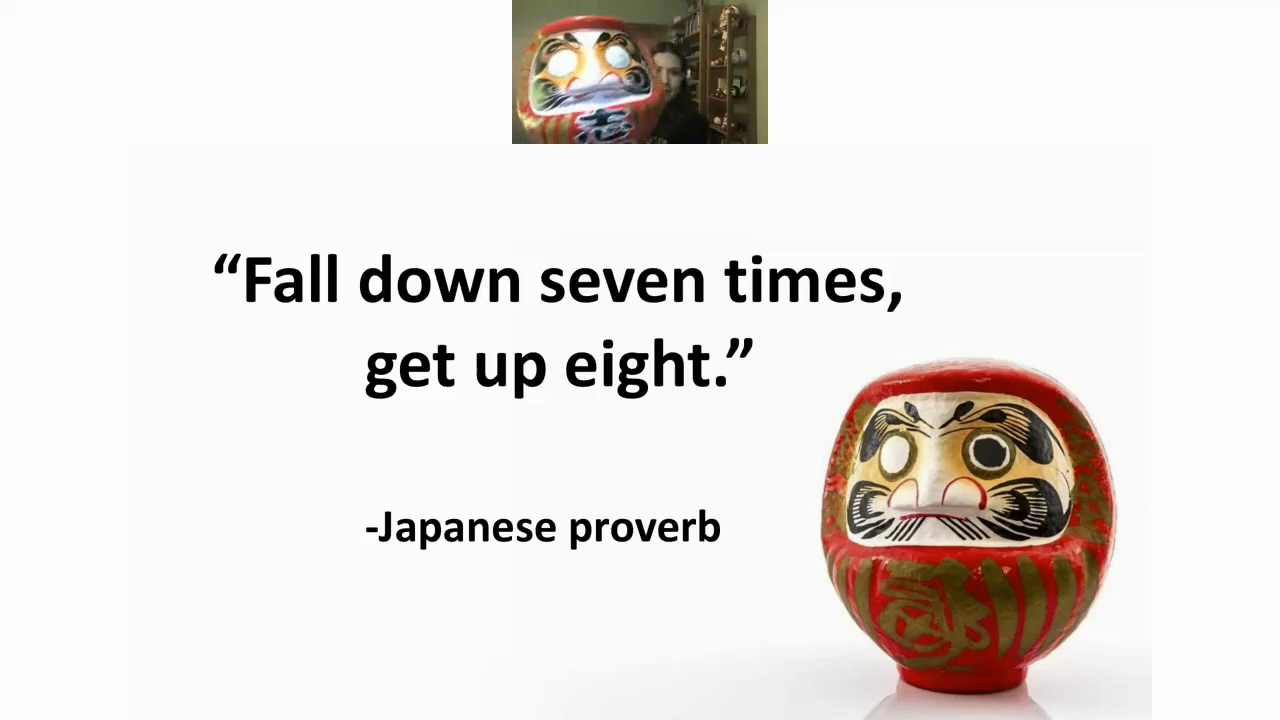 “Fall down seven times,
get up eight.”
-Japanese proverb